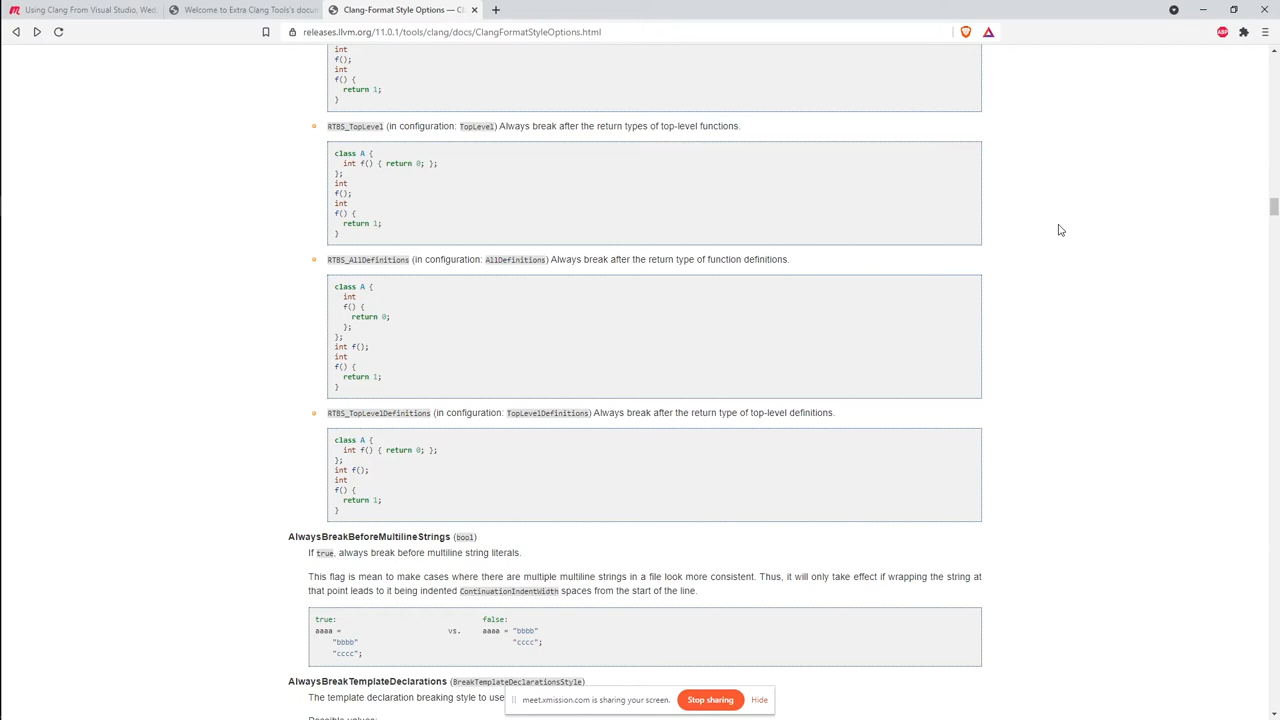 Using Clang From Visual Studio, Wed.
Welcome to Extra Clang Tools's docum
Clang-Format Style Options — C
releases.llvm.org/11.0.1/tools/clang/docs/ClangFormatStyleOptions.html
ABP
int
f();
int
f() {
return 1;
}
RTBS_TopLevel (in configuration: TopLevel) Always break after the return types of top-level functions.
class A {
int f() { return 0; };
};
int
f();
int
f() {
return 1;
}
RTBS_AllDefinitions (in configuration: AllDefinitions) Always break after the return type of function definitions.
class A {
int
f() {
return 0;
};
};
int f();
int
f() {
return 1;
}
RTBS_TopLevelDefinitions (in configuration: TopLevelDefinitions) Always break after the return type of top-level definitions.
class A {
int f() { return 0; };
};
int f();
int
f() {
return 1;
}
AlwaysBreakBeforeMultilineStrings (bool)
If true, always break before multiline string literals.
This flag is mean to make cases where there are multiple multiline strings in a file look more consistent. Thus, it will only take effect if wrapping the string at
that point leads to it being indented ContinuationIndentWidth spaces from the start of the line.
true: false:
aaaa = vs. aaaa = "bbbb"
"bbbb" "cccc";
"cccc";
AlwaysBreakTemplateDeclarations (BreakTemplateDeclarationsStyle)
The template declaration breaking style to use
meet.xmission.com is sharing your screen. Stop sharing Hide
Possible values: